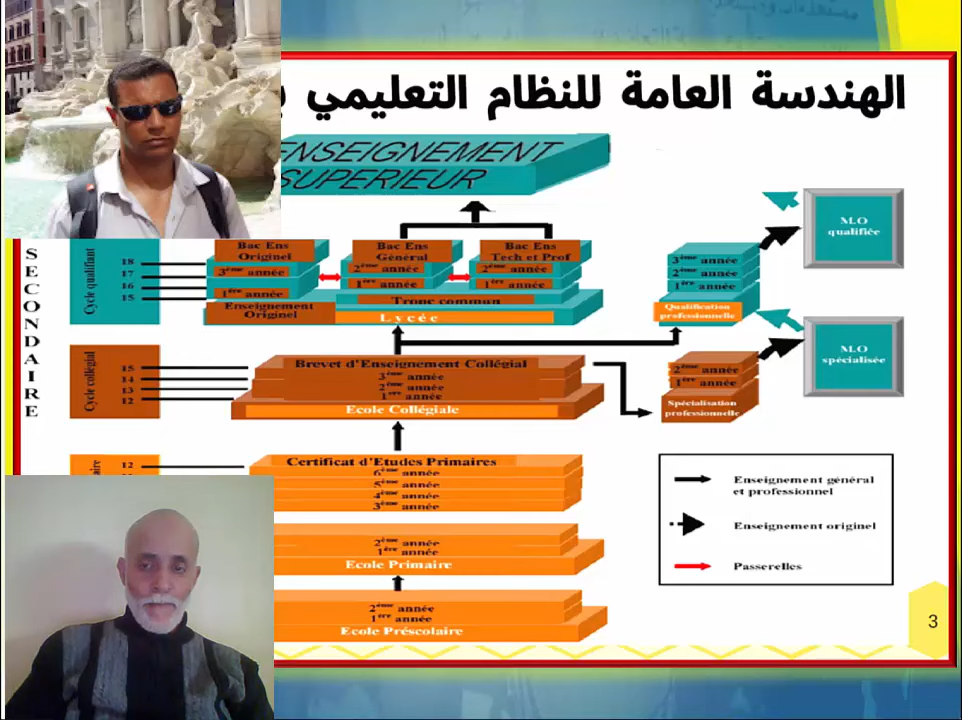 الهندسة العامة للنظام التعليمي
ENSEIGNEMENT
SUPERIEUR
SECONDAIRE
Cycle qualifiant
18
17
16
15
Bac Ens
Originel
3ème année
1ère année
Enseignement
Originel
Bac Ens
Général
2ème année
1ère année
Bac Ens
Tech et Prof
2ème année
1ère année
Tronc commun
Lycée
3ème année
2ème année
1ère année
Qualification
professionnelle
M.O
qualifiée
Cycle collégial
15
14
13
12
Brevet d'Enseignement Collégial
3ème année
2ème année
1ère année
Ecole Collégiale
2ème année
1ère année
Spécialisation
professionnelle
M.O
spécialisée
12
Certificat d'Etudes Primaires
6ème année
5ème année
4ème année
3ème année
2ème année
1ère année
Ecole Primaire
2ème année
1ère année
Ecole Préscolaire
Enseignement général
et professionnel
Enseignement originel
Passerelles
3